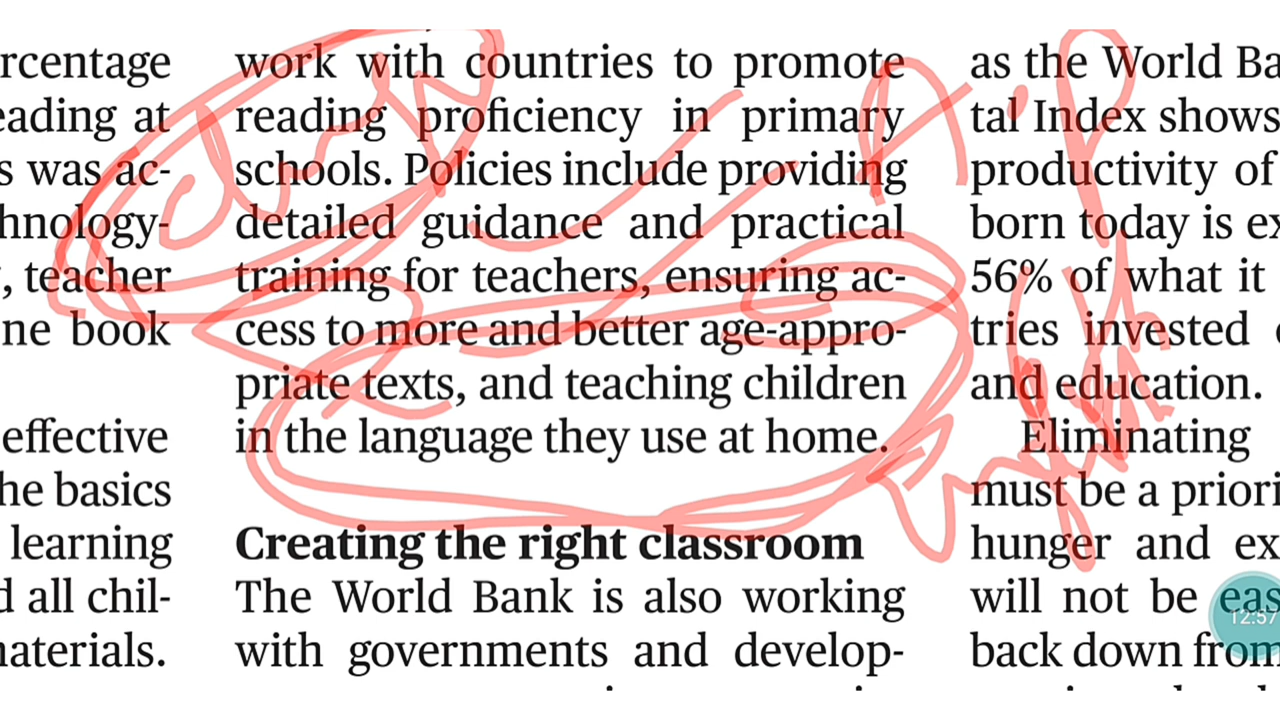 rcentage
eading at
s was ac-
hnology-
, teacher
ne book
effective
he basics
learning
d all chil-
naterials.
work with countries to promote
reading proficiency in primary
schools. Policies include providing
detailed guidance and practical
training for teachers, ensuring ac-
cess to more and better age-appro-
priate texts, and teaching children
in the language they use at home.
Creating the right classroom
The World Bank is also working
with governments and develop-
as the World Ba
tal Index shows
productivity of
born today is ex
56% of what it
tries invested
and education.
Eliminating
must be a priori
hunger and ex
will not be eas
back down from
A.P
English
12:57